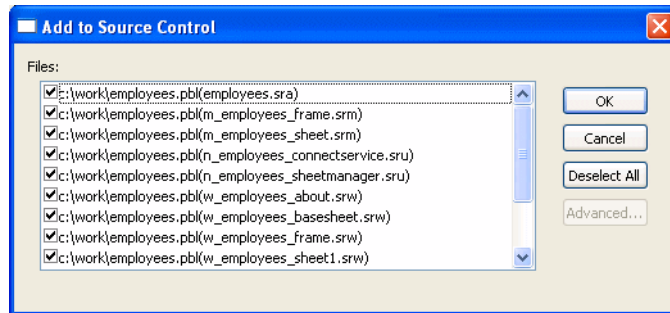 Add to Source Control
Files:
c:\work\employees.pbl(employees.sra)
c:\work\employees.pbl(m_employees_frame.srm)
c:\work\employees.pbl(m_employees_sheet.srm)
c:\work\employees.pbl(n_employees_connectservice.sru)
c:\work\employees.pbl(n_employees_sheetmanager.sru)
c:\work\employees.pbl(w_employees_about.srw)
c:\work\employees.pbl(w_employees_basesheet.srw)
c:\work\employees.pbl(w_employees_frame.srw)
c:\work\employees.pbl(w_employees_sheet1.srw)
OK
Cancel
Deselect All
Advanced...